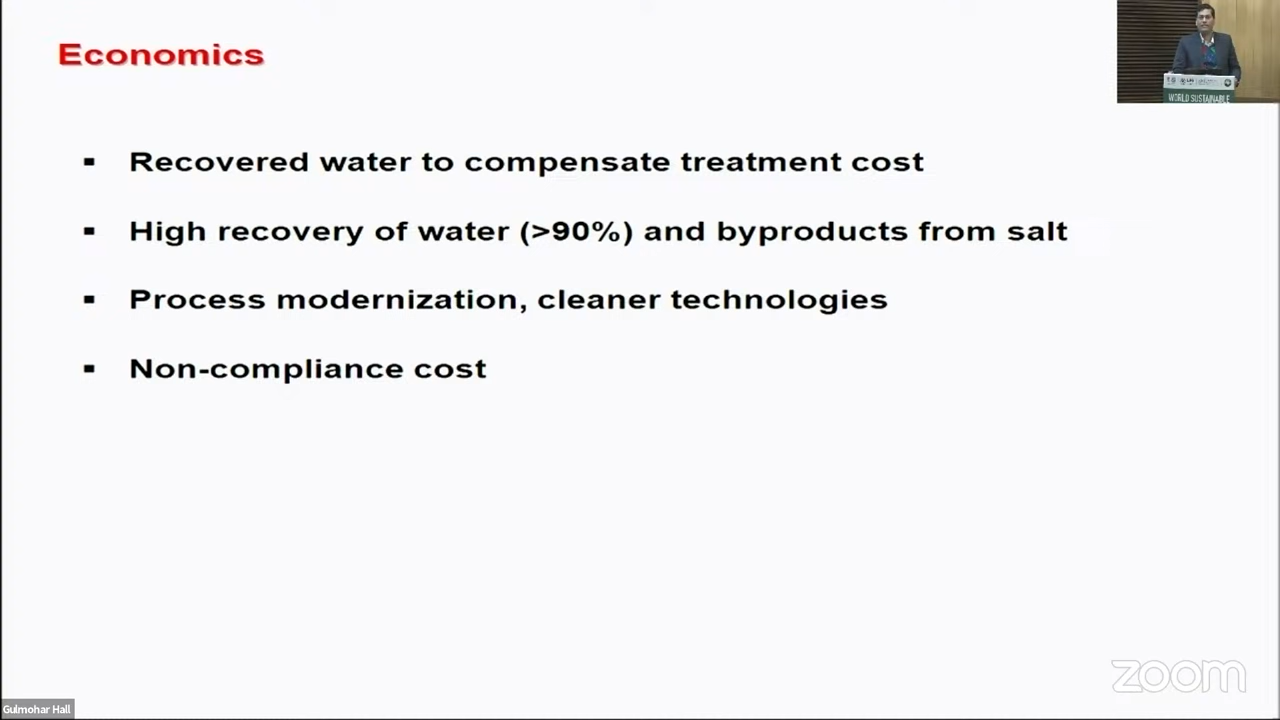 Economics
▪ Recovered water to compensate treatment cost
▪ High recovery of water (>90%) and byproducts from salt
▪ Process modernization, cleaner technologies
▪ Non-compliance cost
WORLD SUSTAINABLE
zoom
Gulmohar Hall